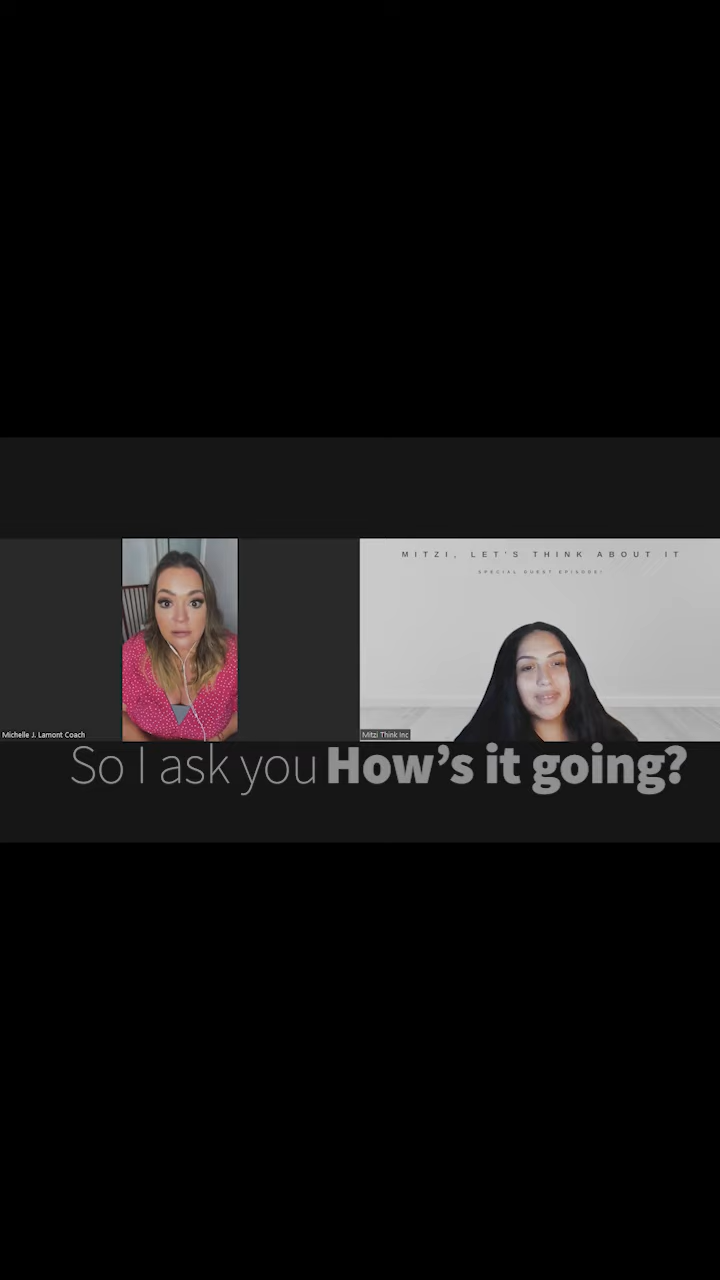 MITZI, LET'S THINK ABOUT IT
SPECIAL GUEST EPISODE!
Michelle J. Lamont Coach
Mitzi Think Inc
So I ask you How's it going?